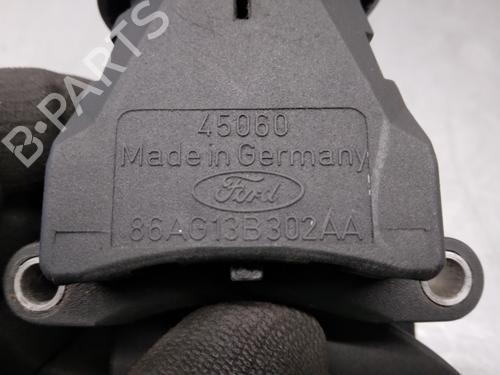 B-PARTS
45060
Made in Germany
Ford
86AG13B302AA